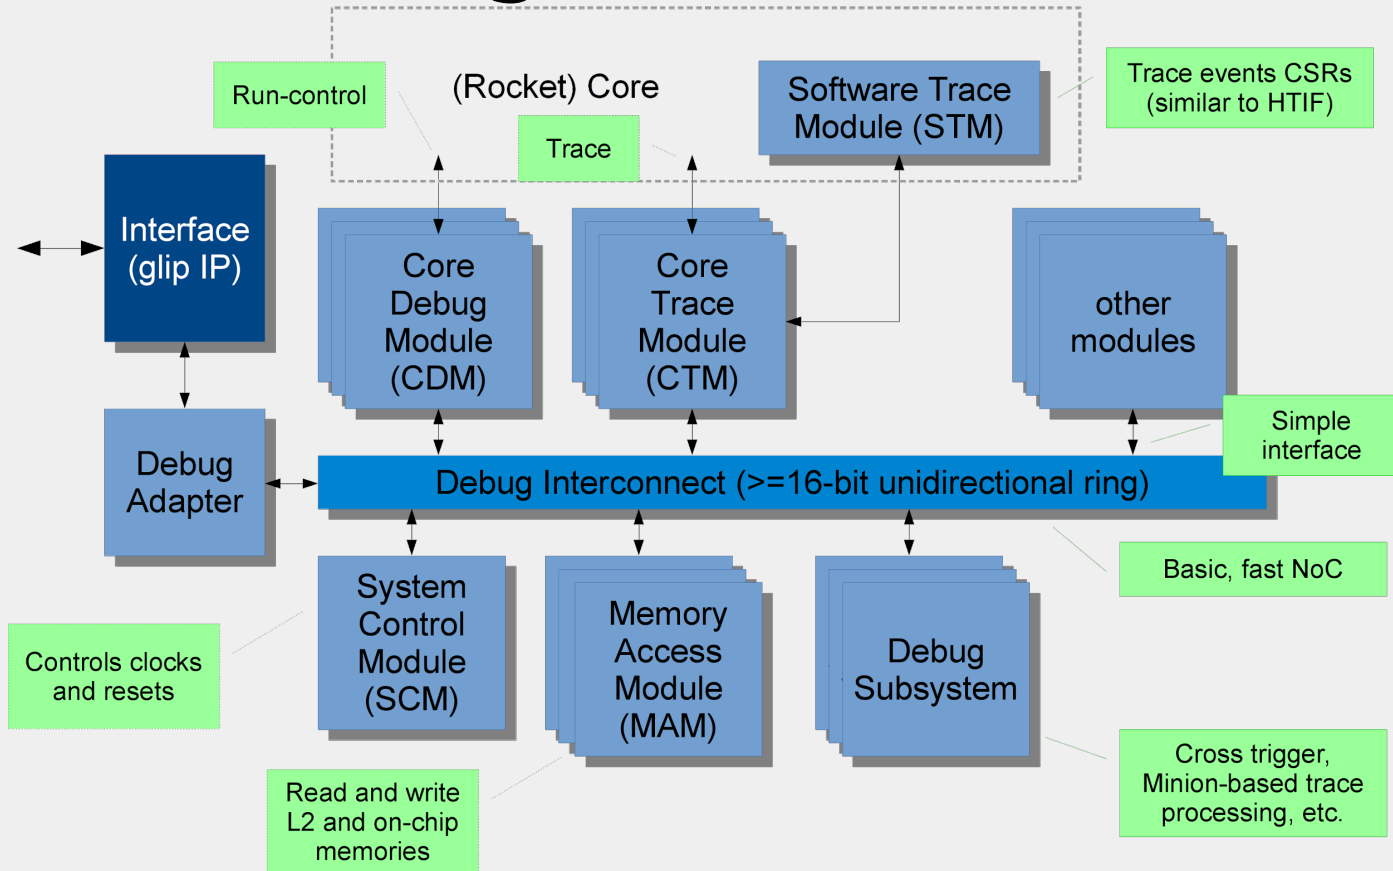 Run-control
(Rocket) Core
Trace
Software Trace
Module (STM)
Trace events CSRs
(similar to HTIF)
Interface
(glip IP)
Core
Debug
Module
(CDM)
Core
Trace
Module
(CTM)
other
modules
Simple
interface
Debug
Adapter
Debug Interconnect (>=16-bit unidirectional ring)
Basic, fast NoC
System
Control
Module
(SCM)
Memory
Access
Module
(MAM)
Debug
Subsystem
Controls clocks
and resets
Read and write
L2 and on-chip
memories
Cross trigger,
Minion-based trace
processing, etc.